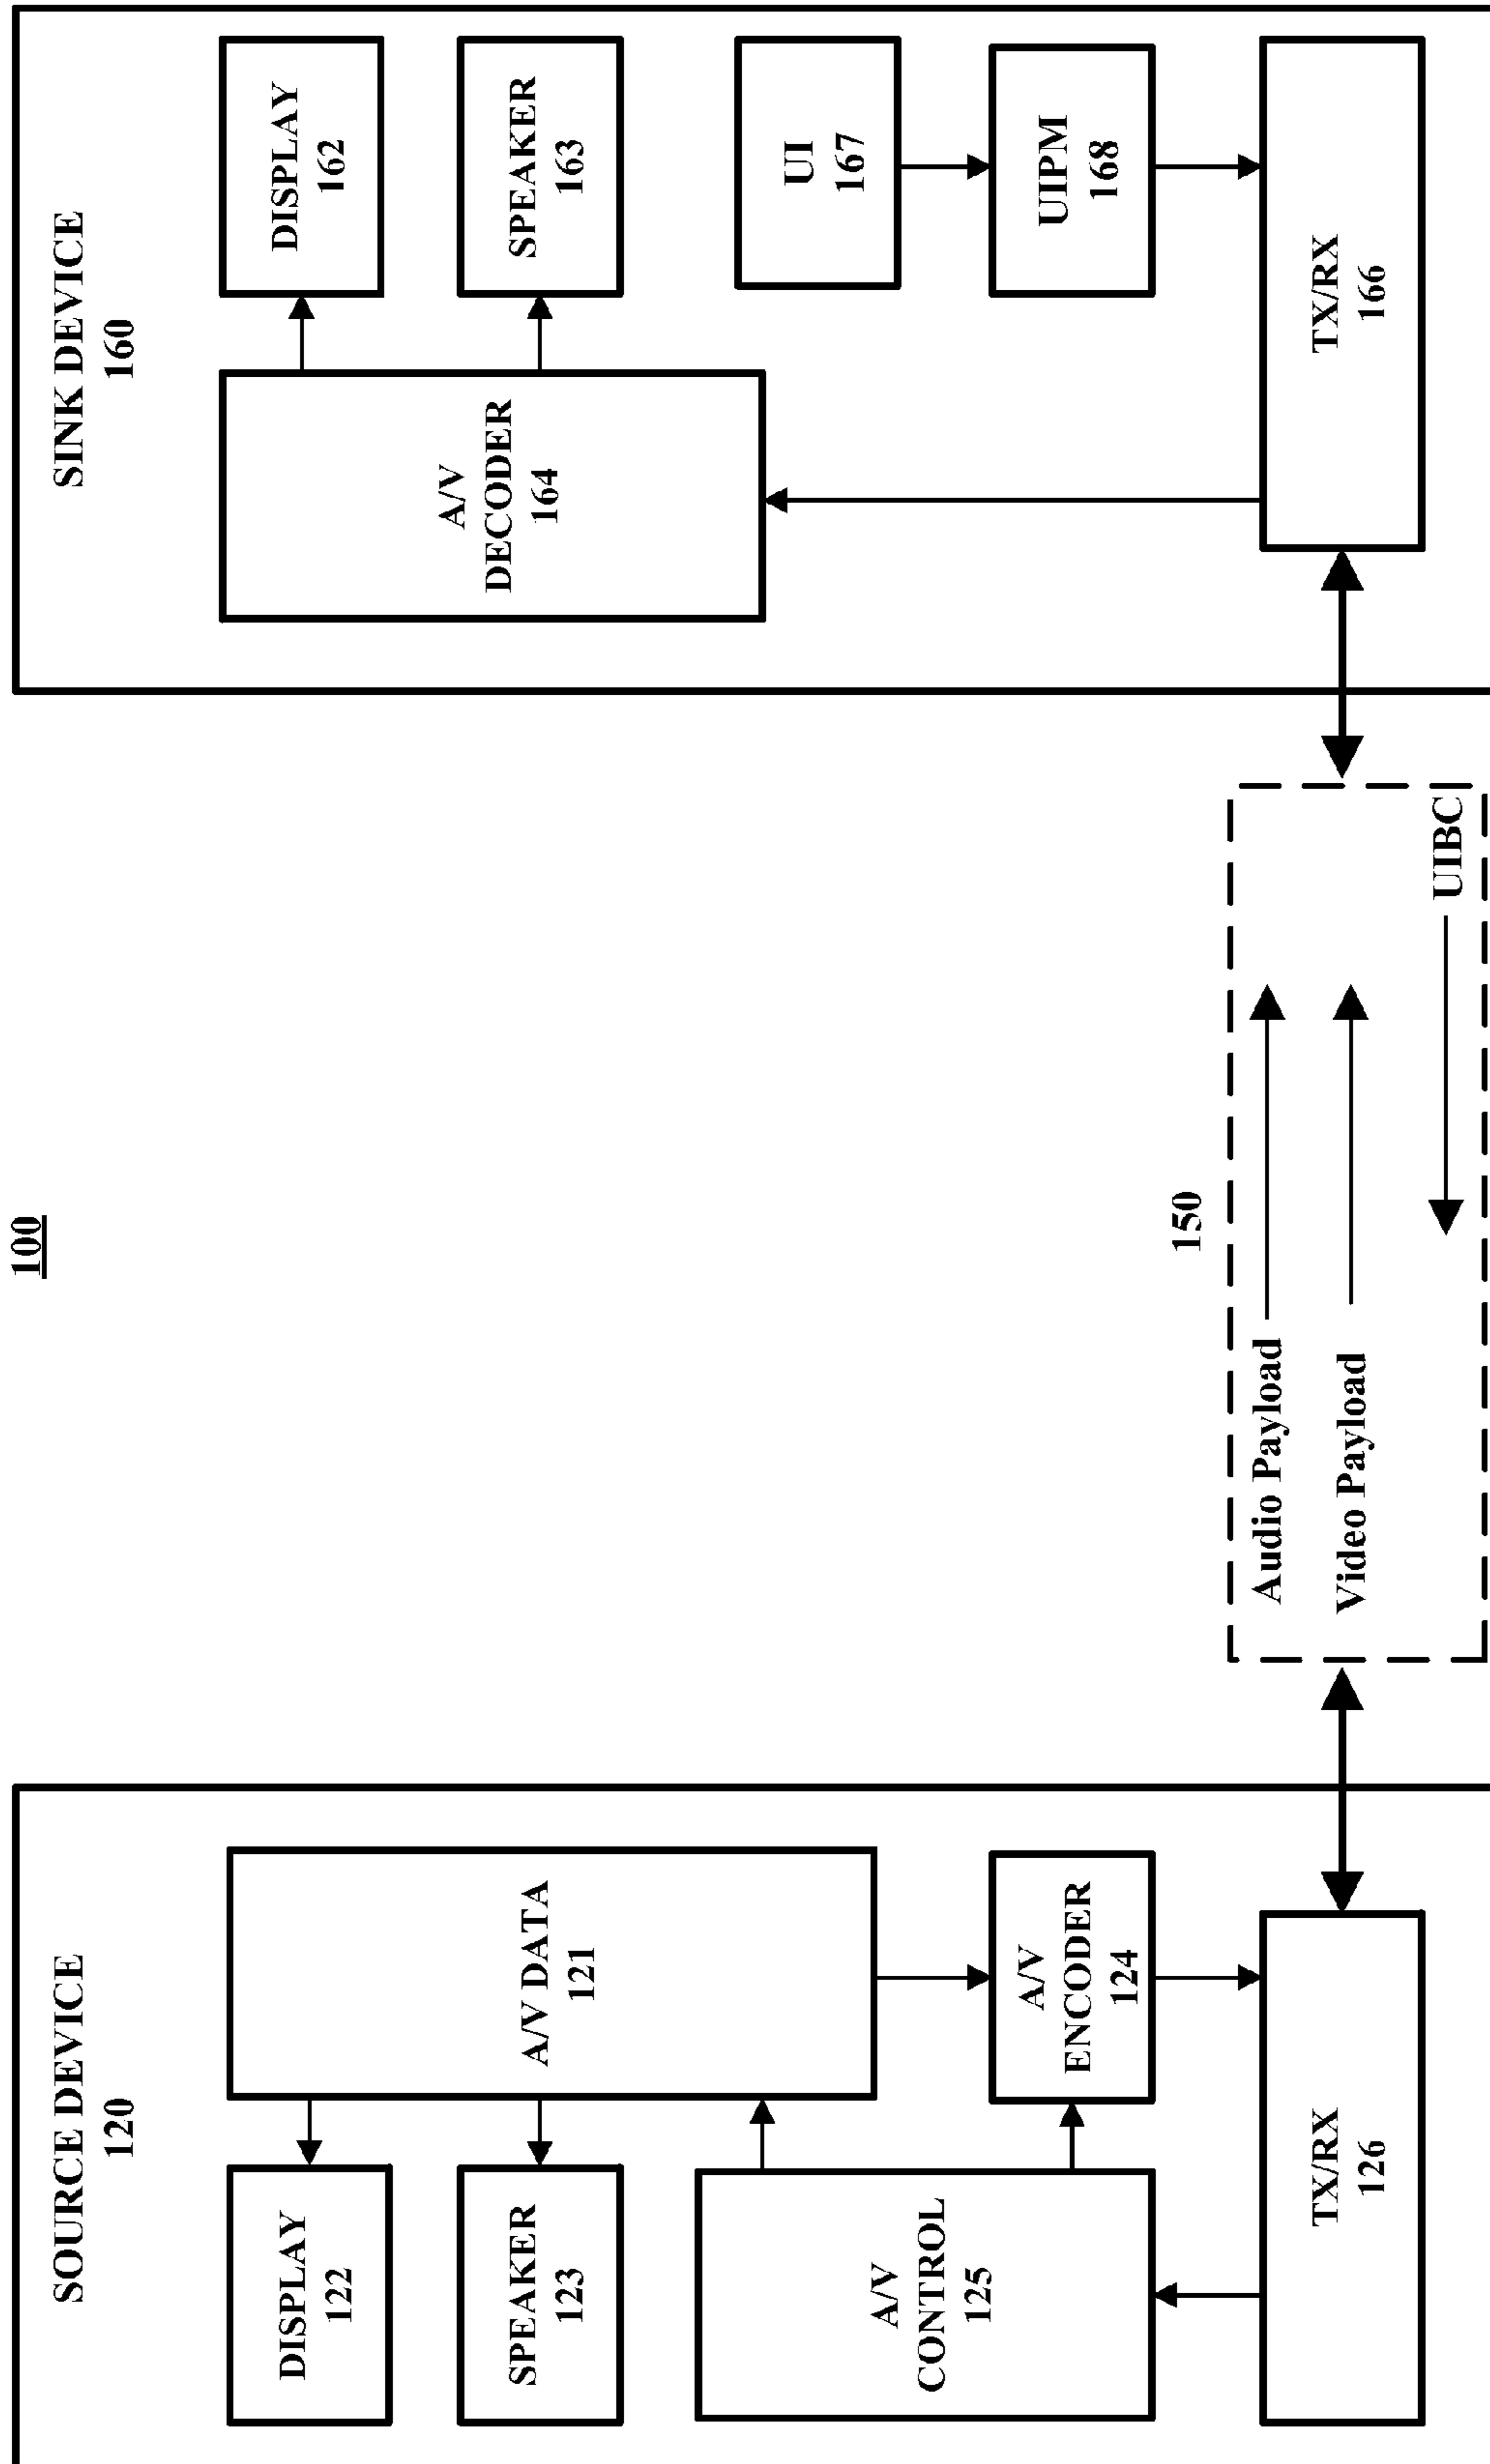 100
SOURCE DEVICE
120
DISPLAY
122
SPEAKER
123
A/V DATA
121
A/V
CONTROL
125
A/V
ENCODER
124
TX/RX
126
150
Audio Payload
Video Payload
UIBC
SINK DEVICE
160
A/V
DECODER
164
DISPLAY
162
SPEAKER
163
UI
167
UIPM
168
TX/RX
166